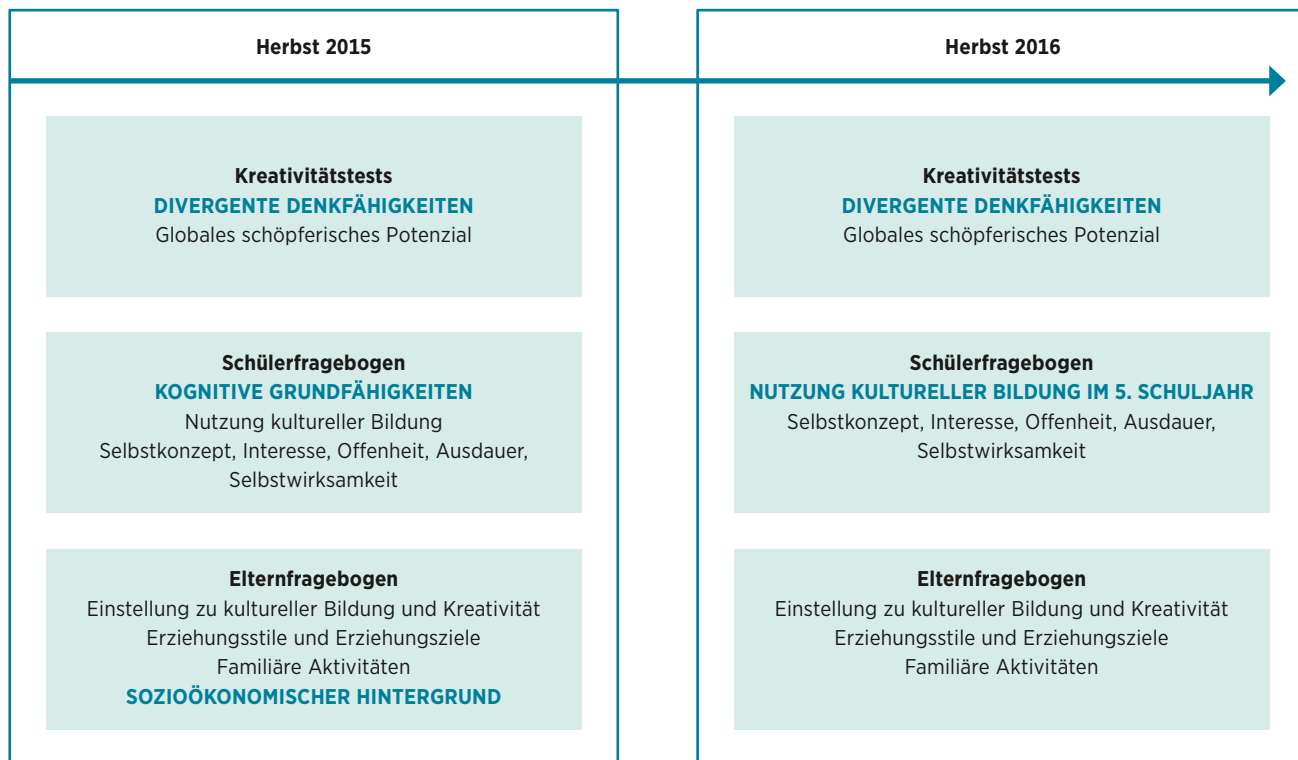 Herbst 2015
Kreativitätstests
DIVERGENTE DENKFÄHIGKEITEN
Globales schöpferisches Potenzial
Schülerfragebogen
KOGNITIVE GRUNDFÄHIGKEITEN
Nutzung kultureller Bildung
Selbstkonzept, Interesse, Offenheit, Ausdauer,
Selbstwirksamkeit
Elternfragebogen
Einstellung zu kultureller Bildung und Kreativität
Erziehungsstile und Erziehungsziele
Familiäre Aktivitäten
SOZIOÖKONOMISCHER HINTERGRUND
Herbst 2016
Kreativitätstests
DIVERGENTE DENKFÄHIGKEITEN
Globales schöpferisches Potenzial
Schülerfragebogen
NUTZUNG KULTURELLER BILDUNG IM 5. SCHULJAHR
Selbstkonzept, Interesse, Offenheit, Ausdauer,
Selbstwirksamkeit
Elternfragebogen
Einstellung zu kultureller Bildung und Kreativität
Erziehungsstile und Erziehungsziele
Familiäre Aktivitäten